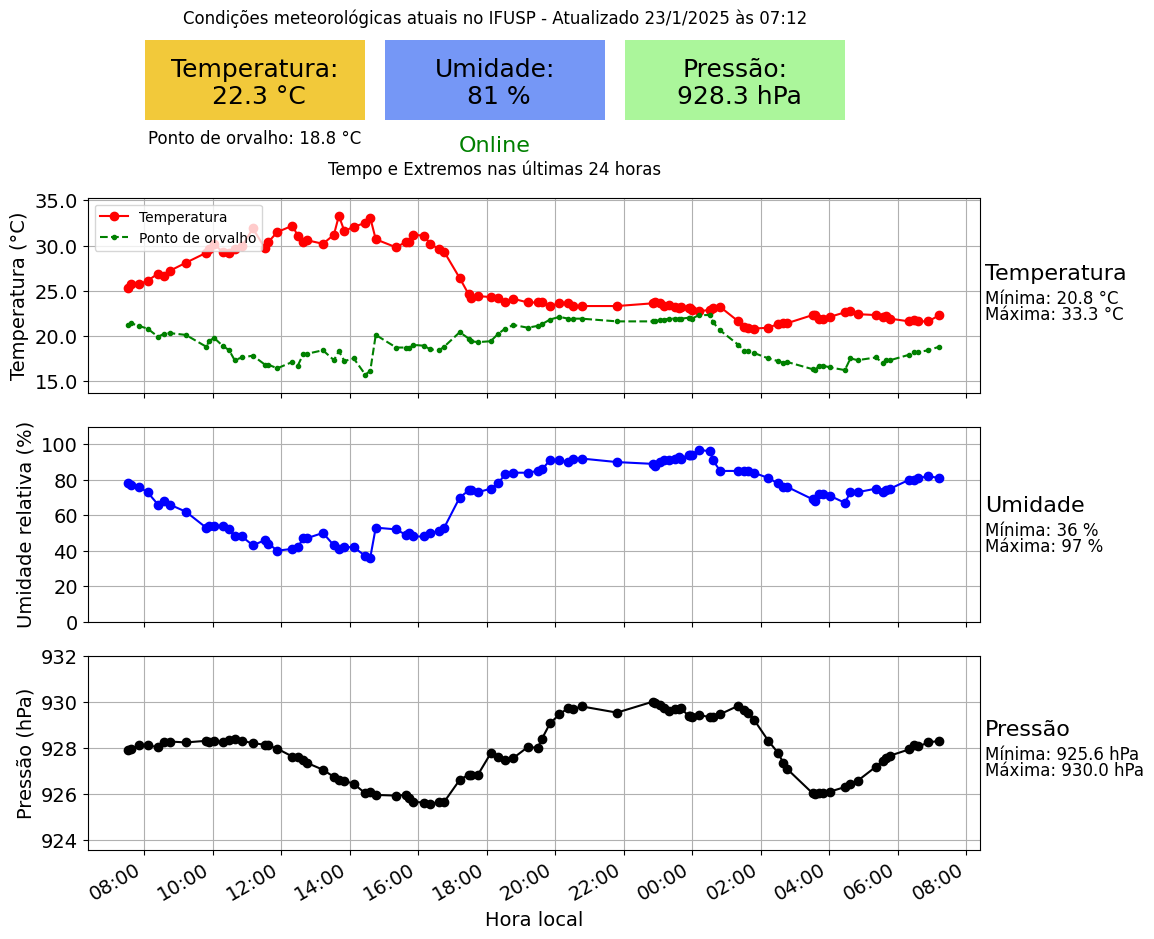 Condições meteorológicas atuais no IFUSP - Atualizado 23/1/2025 às 07:12
Temperatura:
22.3 °C
Umidade:
81 %
Pressão:
928.3 hPa
Ponto de orvalho: 18.8 °C
Online
Tempo e Extremos nas últimas 24 horas
Temperatura (°C)
35.0
30.0
25.0
20.0
15.0
Temperatura
Ponto de orvalho
Temperatura
Mínima: 20.8 °C
Máxima: 33.3 °C
Umidade relativa (%)
100
80
60
40
20
0
Umidade
Mínima: 36 %
Máxima: 97 %
Pressão (hPa)
932
930
928
926
924
Pressão
Mínima: 925.6 hPa
Máxima: 930.0 hPa
08:00
10:00
12:00
14:00
16:00
18:00
20:00
22:00
00:00
02:00
04:00
06:00
08:00
Hora local